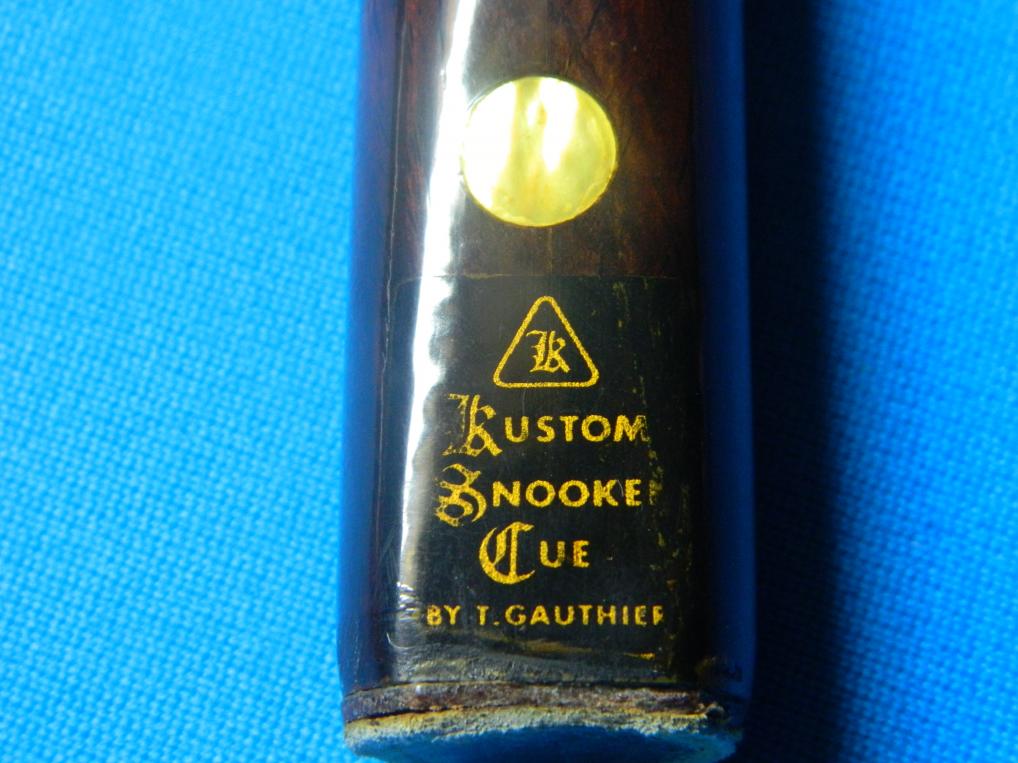 K
KUSTOM
SNOOKER
CUE
BY T. GAUTHIER